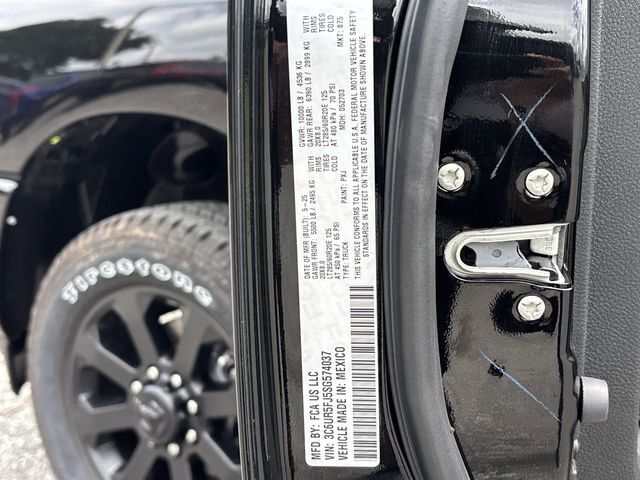 MFD BY: FCA US LLC
DATE OF MFR (BUILT): 5-25
GVWR: 10000 LB / 4536 KG
GAWR FRONT: 5500 LB / 2495 KG
WITH
GAWR REAR: 6390 LB / 2899 KG
WITH
20X8.0
RIMS
20X8.0
RIMS
LT285/60R20E 125
TIRES
LT285/60R20E 125
TIRES
AT 450 kPa / 65 PSI
COLD
AT 480 kPa / 70 PSI
COLD
VIN: 3C6UR5FJ5SG574037
TYPE: TRUCK
PAINT: PXJ
MDH: 052703
MKT: 875
VEHICLE MADE IN: MEXICO
THIS VEHICLE CONFORMS TO ALL APPLICABLE U.S.A. FEDERAL MOTOR VEHICLE SAFETY
STANDARDS IN EFFECT ON THE DATE OF MANUFACTURE SHOWN ABOVE.
Firestone